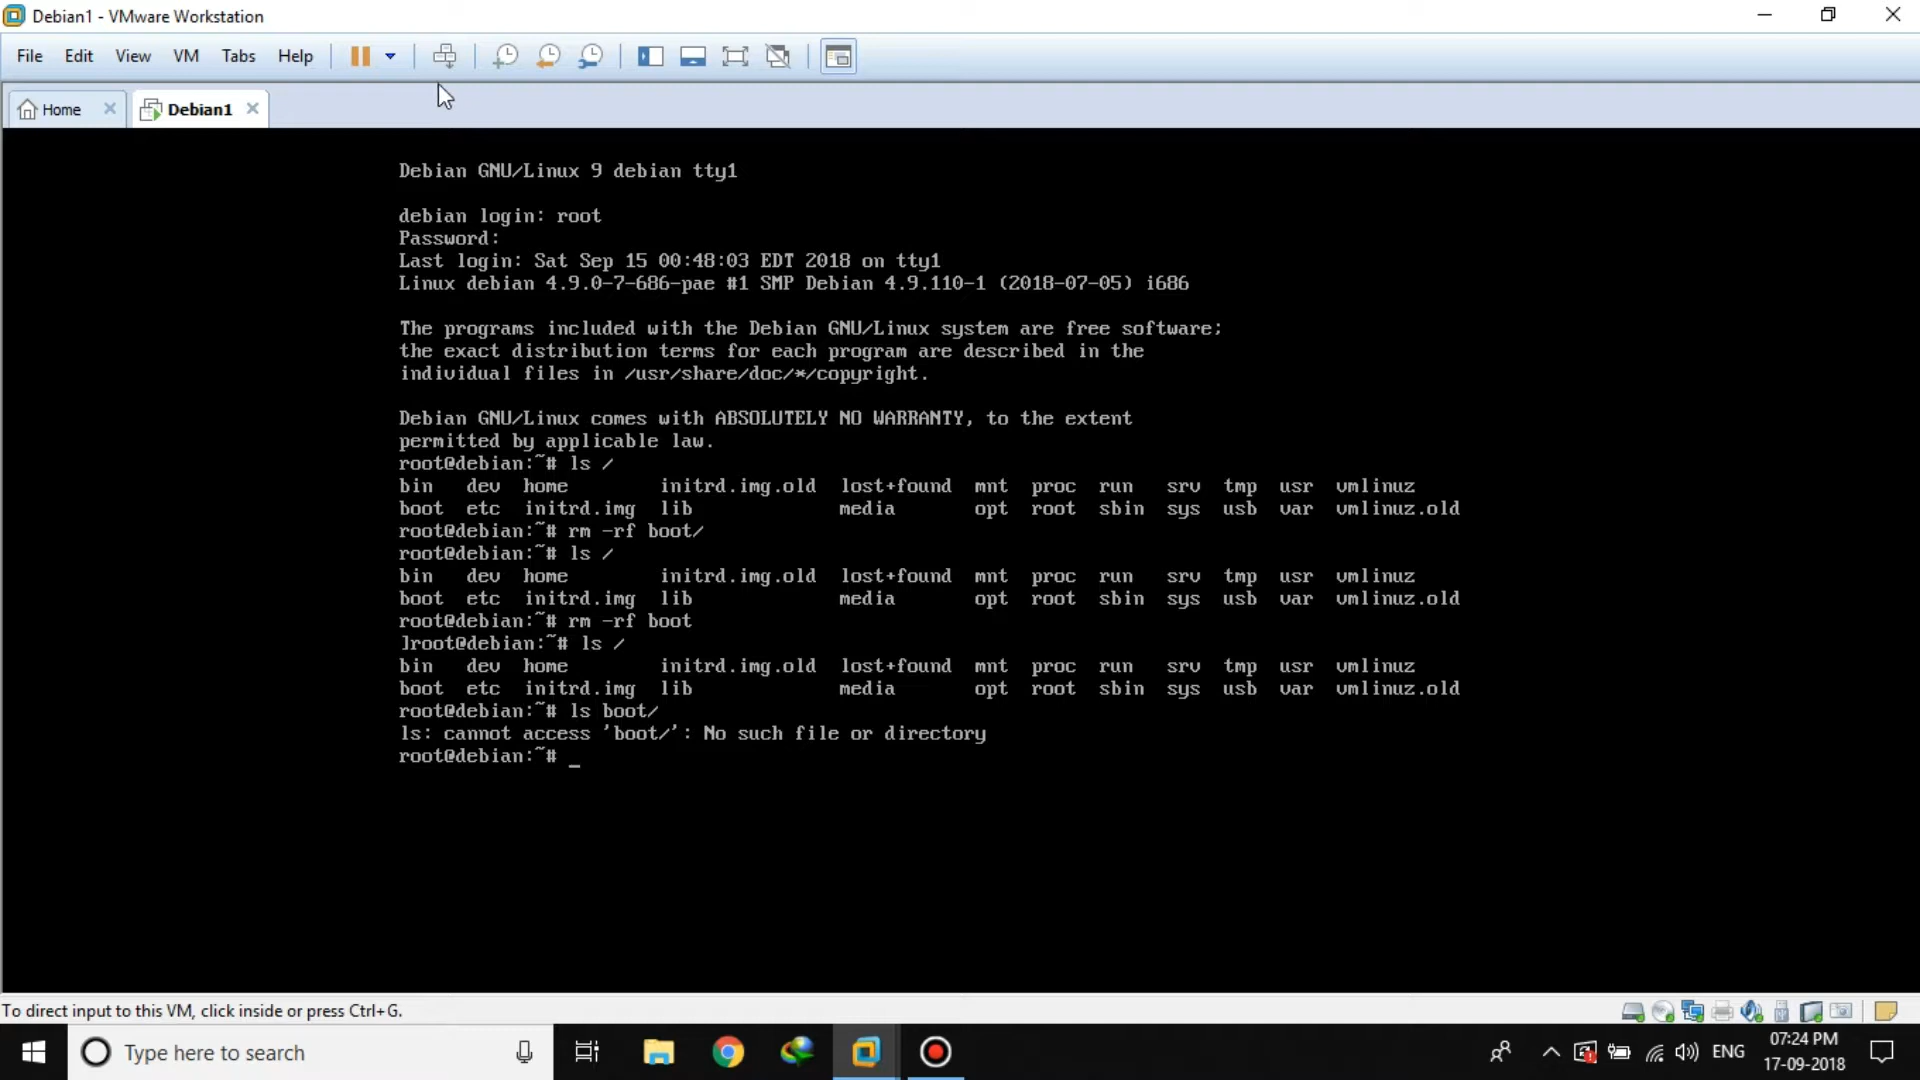 Debian1 - VMware Workstation
File Edit View VM Tabs Help
Home Debian1
Debian GNU/Linux 9 debian tty1
debian login: root
Password:
Last login: Sat Sep 15 00:48:03 EDT 2018 on tty1
Linux debian 4.9.0-7-686-pae #1 SMP Debian 4.9.110-1 (2018-07-05) i686
The programs included with the Debian GNU/Linux system are free software;
the exact distribution terms for each program are described in the
individual files in /usr/share/doc/*/copyright.
Debian GNU/Linux comes with ABSOLUTELY NO WARRANTY, to the extent
permitted by applicable law.
root@debian:~# ls /
bin dev home initrd.img.old lost+found mnt proc run srv tmp usr vmlinuz
boot etc initrd.img lib media opt root sbin sys usb var vmlinuz.old
root@debian:~# rm -rf boot/
root@debian:~# ls /
bin dev home initrd.img.old lost+found mnt proc run srv tmp usr vmlinuz
boot etc initrd.img lib media opt root sbin sys usb var vmlinuz.old
root@debian:~# rm -rf boot
]root@debian:~# ls /
bin dev home initrd.img.old lost+found mnt proc run srv tmp usr vmlinuz
boot etc initrd.img lib media opt root sbin sys usb var vmlinuz.old
root@debian:~# ls boot/
ls: cannot access 'boot/': No such file or directory
root@debian:~# _
To direct input to this VM, click inside or press Ctrl+G.
Type here to search
ENG
07:24 PM
17-09-2018